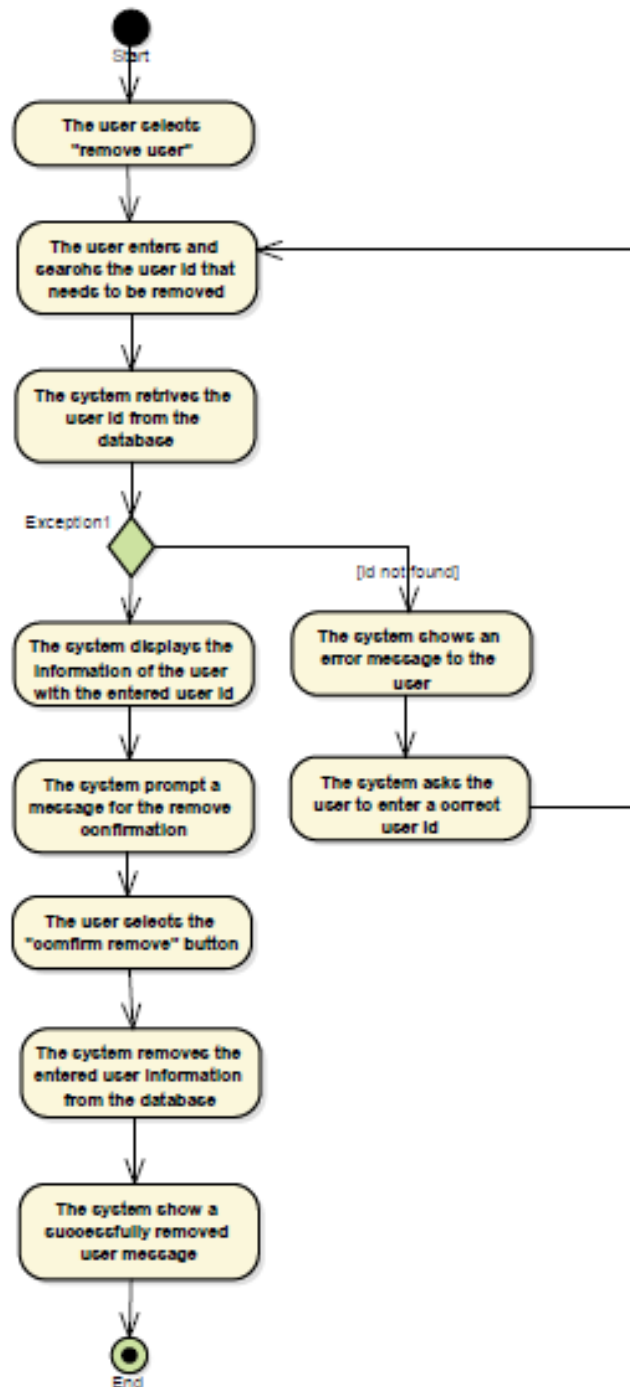 Start
The user selects
"remove user"
The user enters and
searchs the user id that
needs to be removed
The system retrives the
user id from the
database
Exception1
[id not found]
The system displays the
information of the user
with the entered user id
The system shows an
error message to the
user
The system prompt a
message for the remove
confirmation
The system asks the
user to enter a correct
user id
The user selects the
"comfirm remove" button
The system removes the
entered user information
from the database
The system show a
successfully removed
user message
End